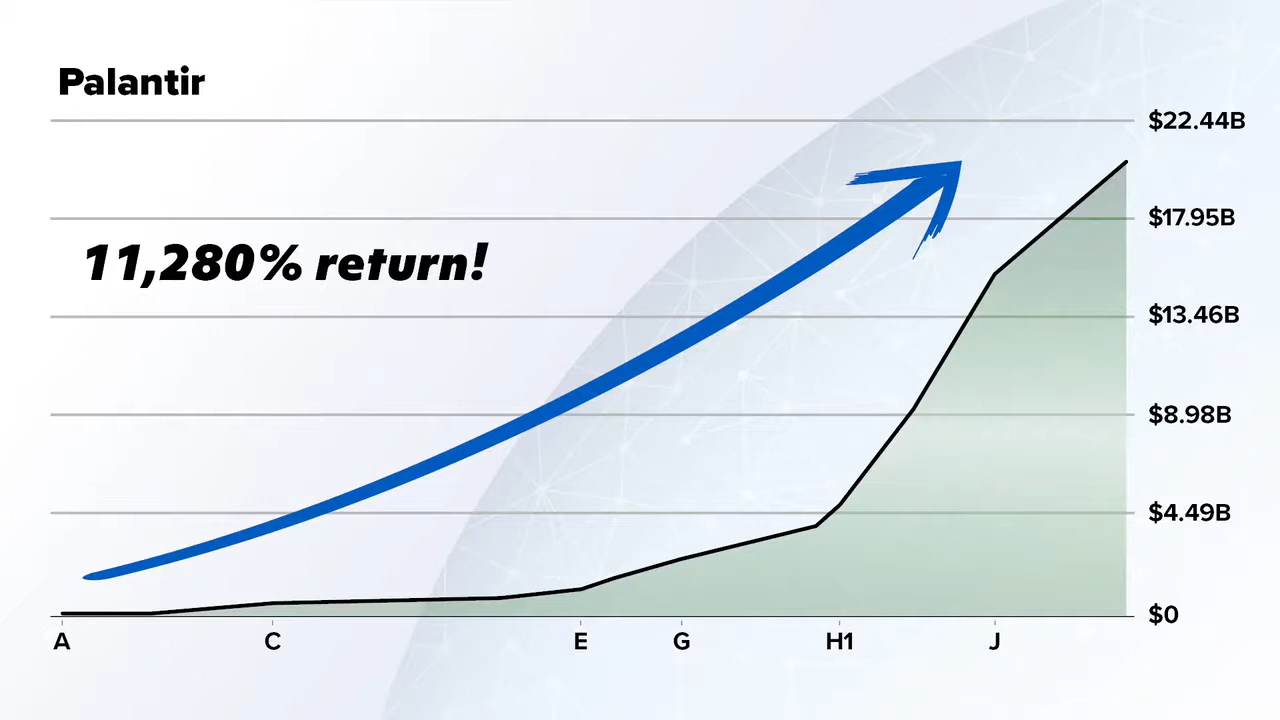 Palantir
$22.44B
$17.95B
11,280% return!
$13.46B
$8.98B
$4.49B
$0
A C E G H1 J